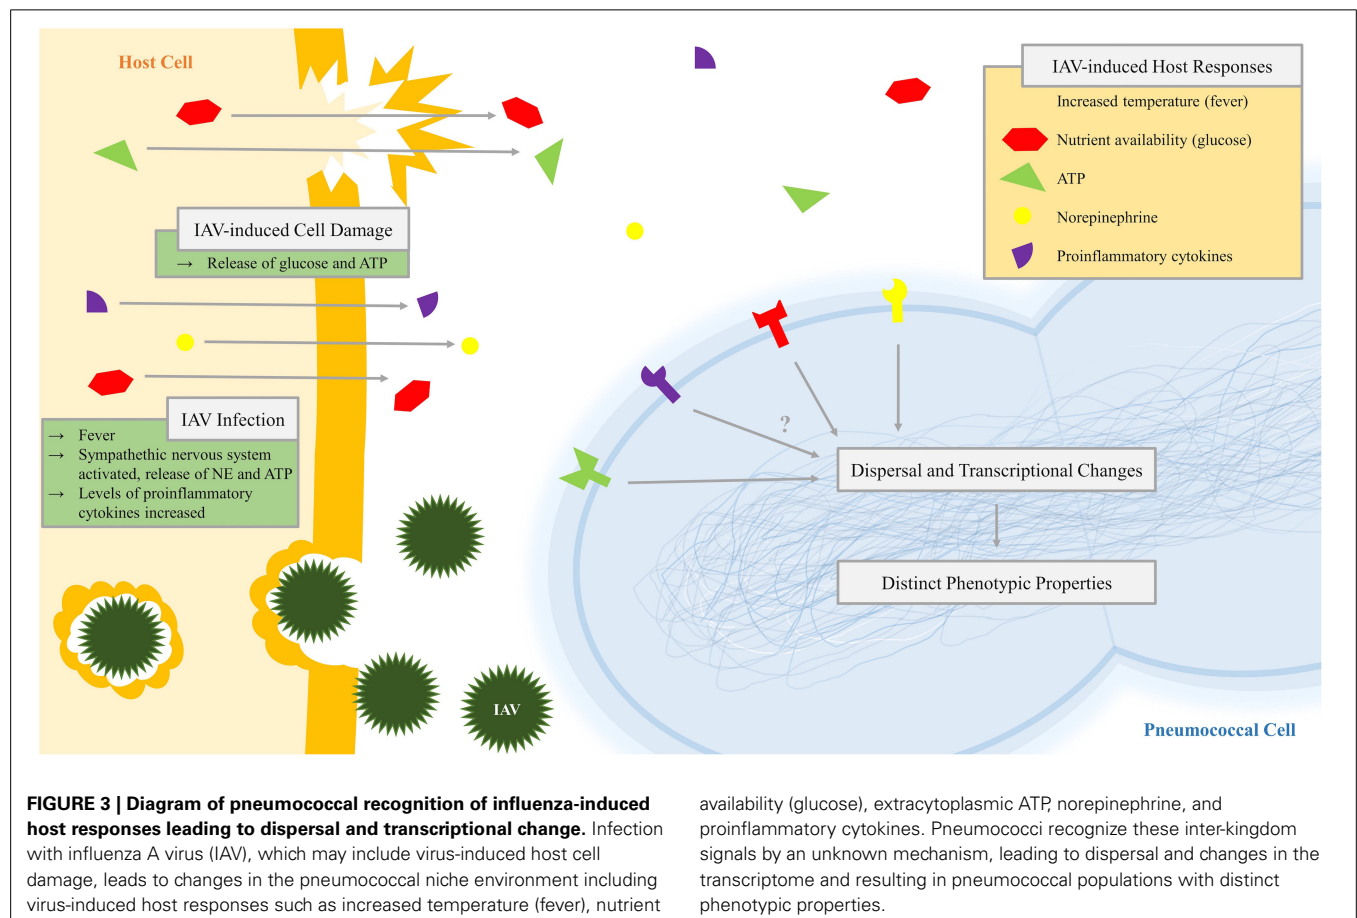 Host Cell
IAV-induced Host Responses
Increased temperature (fever)
Nutrient availability (glucose)
ATP
Norepinephrine
Proinflammatory cytokines
IAV-induced Cell Damage
→ Release of glucose and ATP
IAV Infection
→ Fever
→ Sympathethic nervous system
activated, release of NE and ATP
→ Levels of proinflammatory
cytokines increased
?
Dispersal and Transcriptional Changes
Distinct Phenotypic Properties
IAV
Pneumococcal Cell
FIGURE 3 | Diagram of pneumococcal recognition of influenza-induced
host responses leading to dispersal and transcriptional change. Infection
with influenza A virus (IAV), which may include virus-induced host cell
damage, leads to changes in the pneumococcal niche environment including
virus-induced host responses such as increased temperature (fever), nutrient
availability (glucose), extracytoplasmic ATP, norepinephrine, and
proinflammatory cytokines. Pneumococci recognize these inter-kingdom
signals by an unknown mechanism, leading to dispersal and changes in the
transcriptome and resulting in pneumococcal populations with distinct
phenotypic properties.